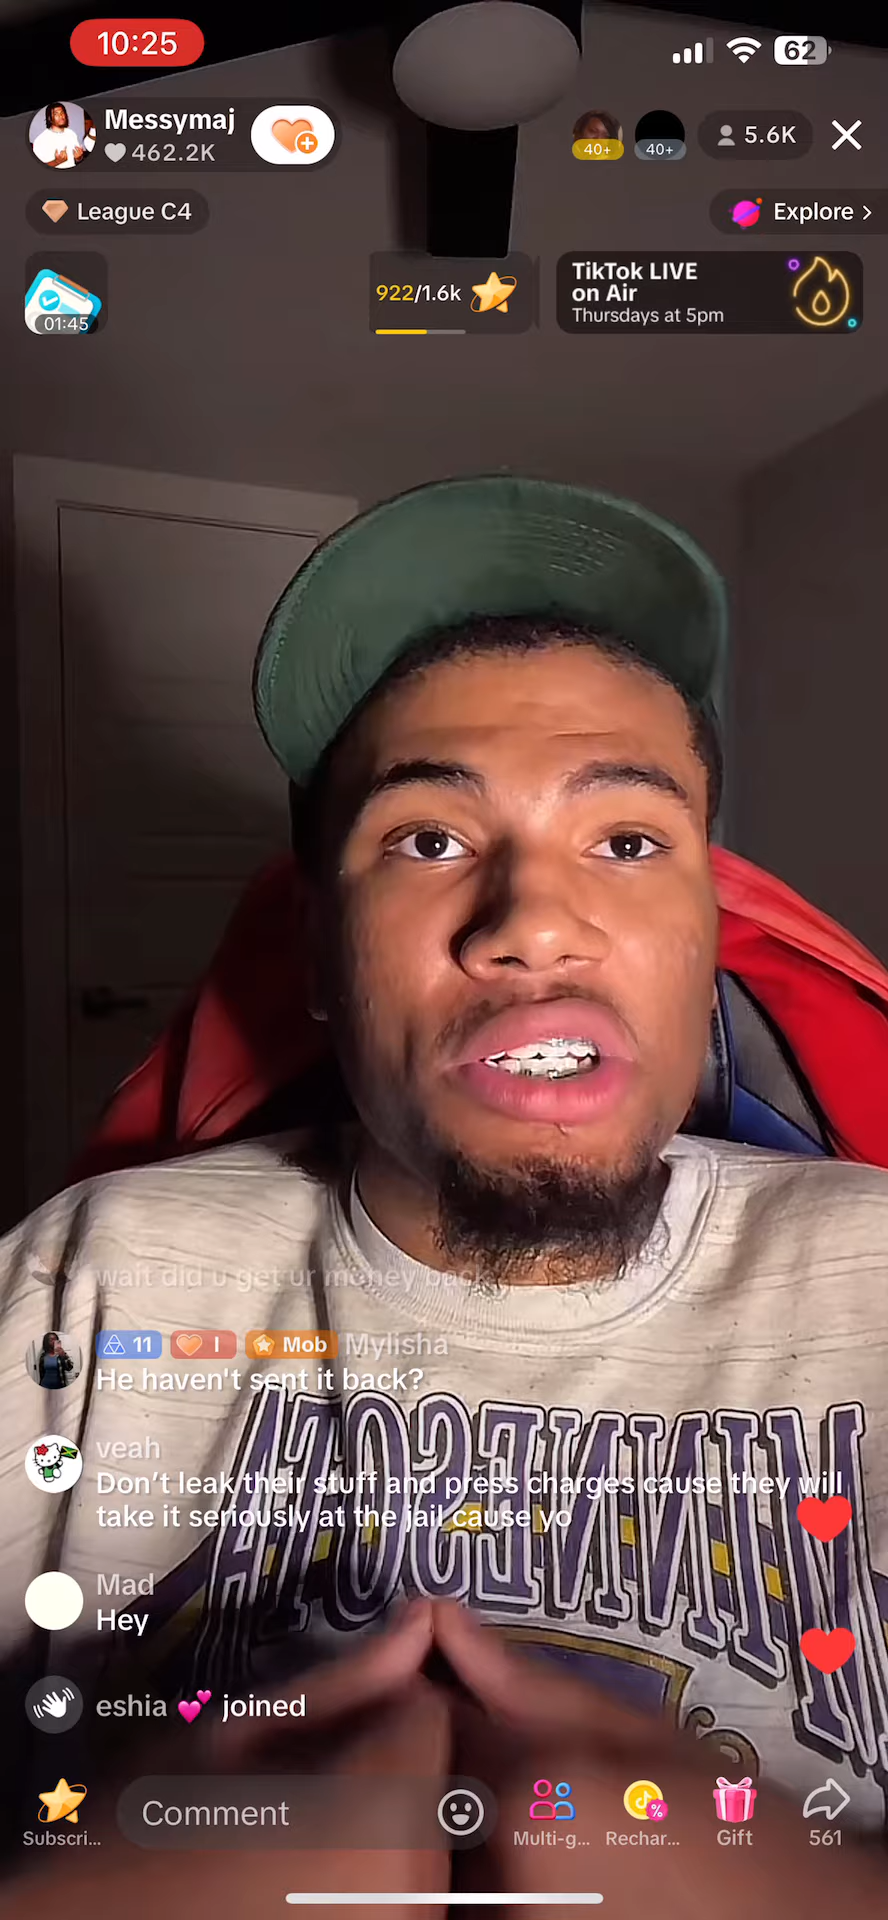 10:25
62
Messymaj
462.2K
40+
40+
5.6K
League C4
Explore >
01:45
922/1.6k
TikTok LIVE
on Air
Thursdays at 5pm
wait did u get ur money back
11
I
Mob
Mylisha
He haven't sent it back?
veah
Don't leak their stuff and press charges cause they will
take it seriously at the jail cause yo
Mad
Hey
eshia 💕 joined
MINNESOTA
Subscri...
Comment
Multi-g...
Rechar...
Gift
561